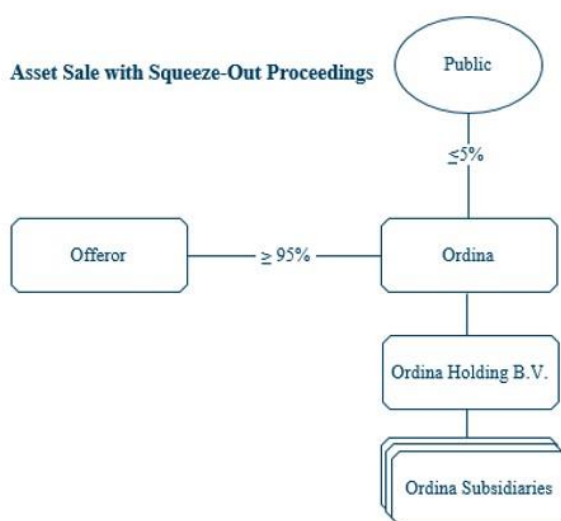 Asset Sale with Squeeze-Out Proceedings
Public
≤5%
Offeror
≥ 95%
Ordina
Ordina Holding B.V.
Ordina Subsidiaries